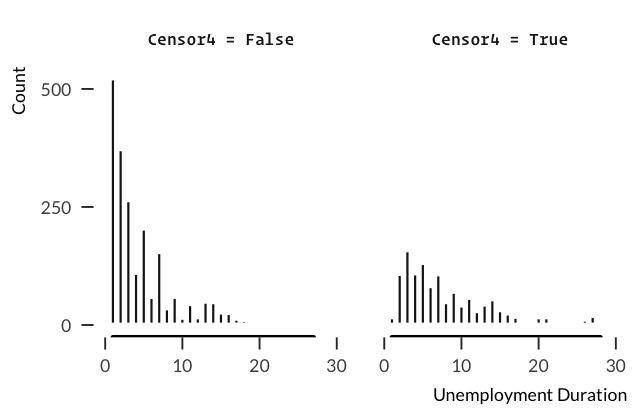 Censor4 = False
Censor4 = True
Count
500
250
0
0 10 20 30
0 10 20 30
Unemployment Duration